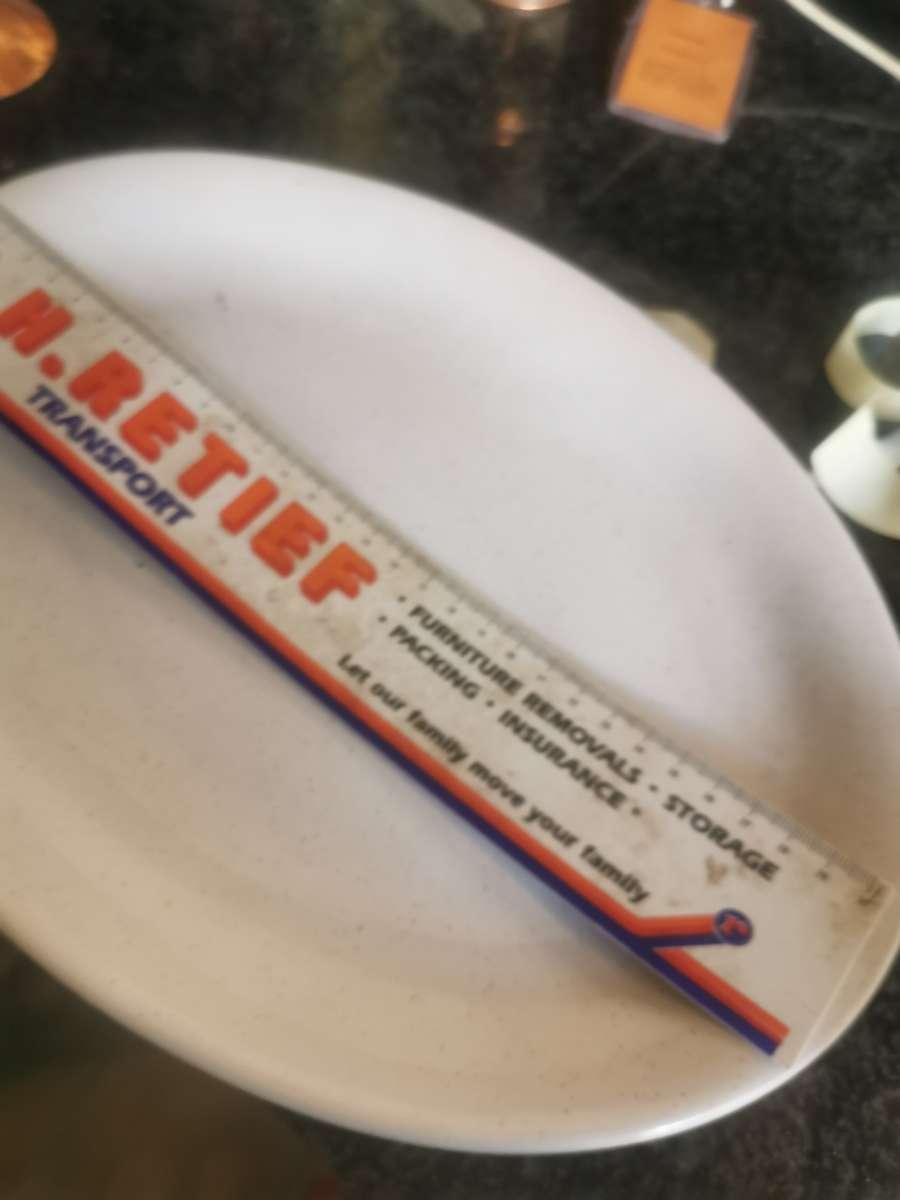 H.RETIEF
TRANSPORT
• FURNITURE REMOVALS • STORAGE
• PACKING • INSURANCE •
Let our family move your family
r